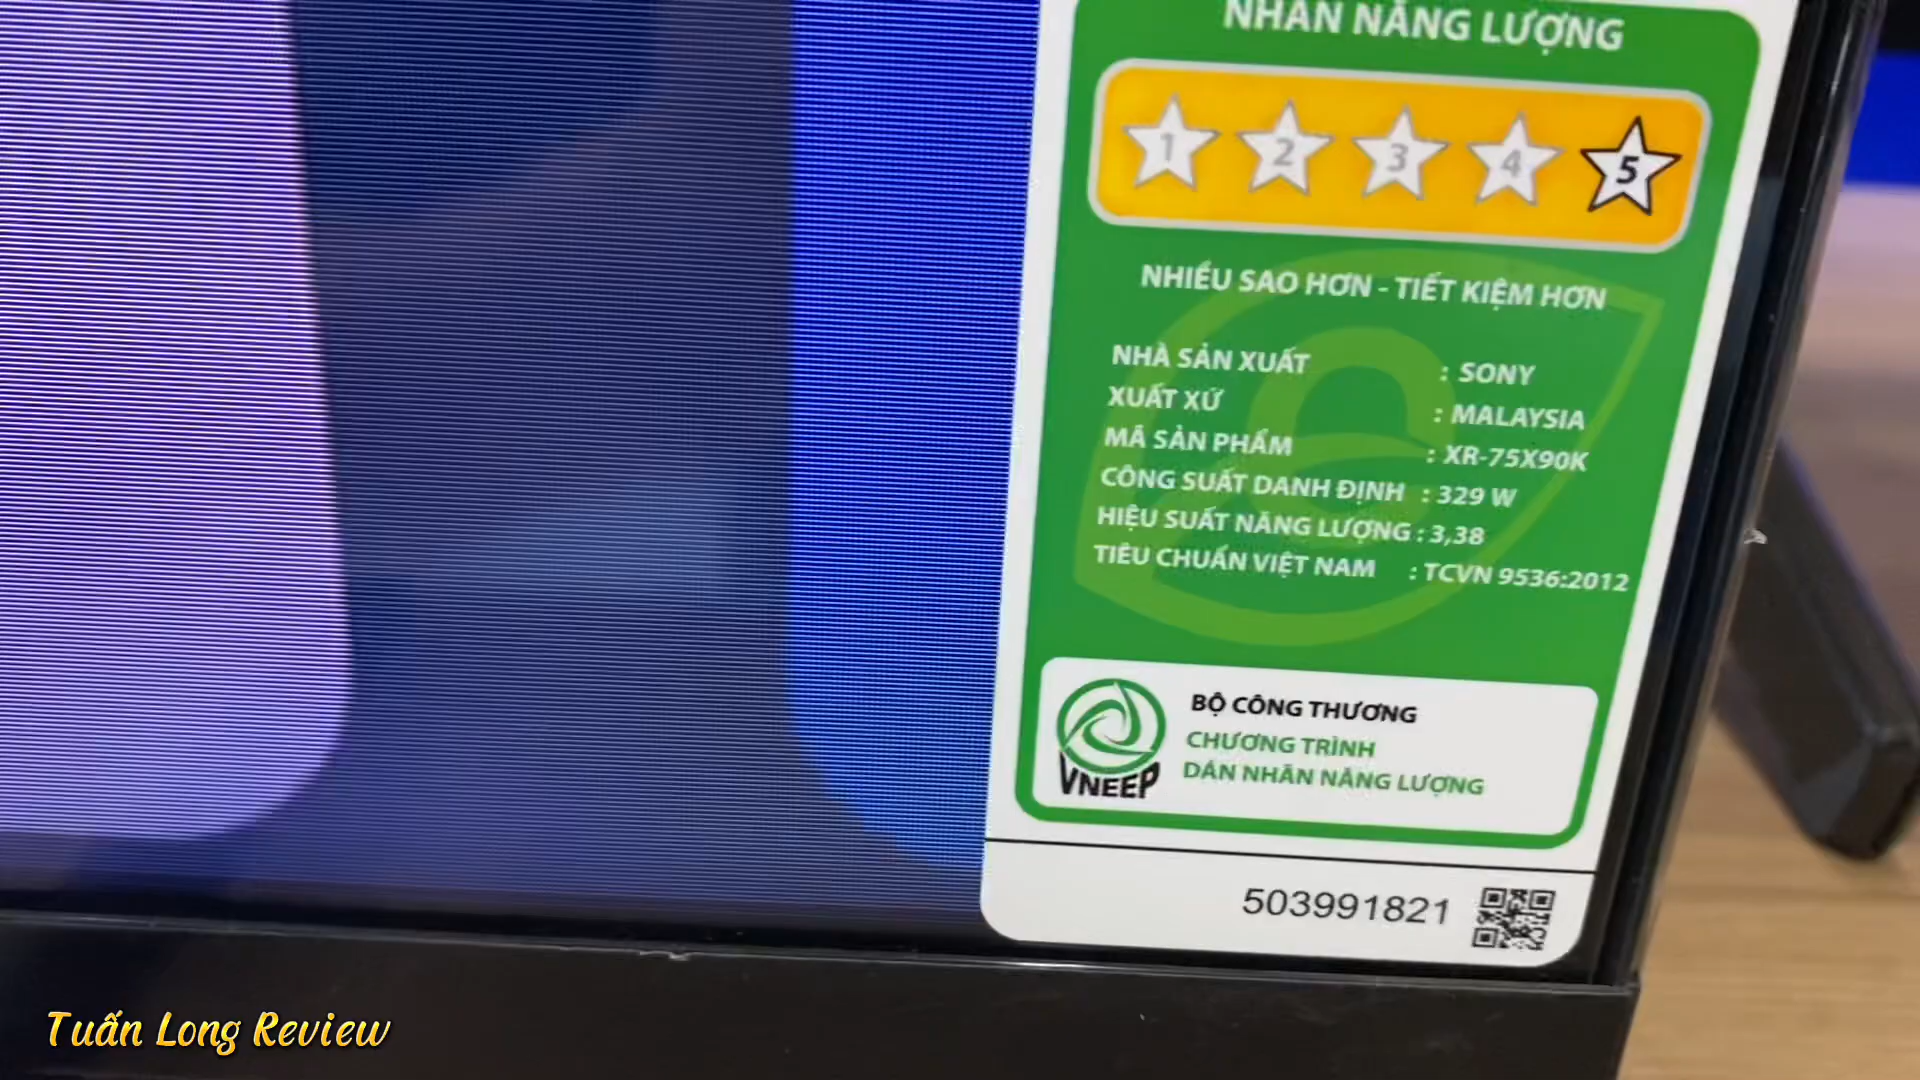 NHÃN NĂNG LƯỢNG
1 2 3 4 5
NHIỀU SAO HƠN - TIẾT KIỆM HƠN
NHÀ SẢN XUẤT : SONY
XUẤT XỨ : MALAYSIA
MÃ SẢN PHẨM : XR-75X90K
CÔNG SUẤT DANH ĐỊNH : 329 W
HIỆU SUẤT NĂNG LƯỢNG : 3,38
TIÊU CHUẨN VIỆT NAM : TCVN 9536:2012
VNEEP
BỘ CÔNG THƯƠNG
CHƯƠNG TRÌNH
DÁN NHÃN NĂNG LƯỢNG
503991821
Tuấn Long Review